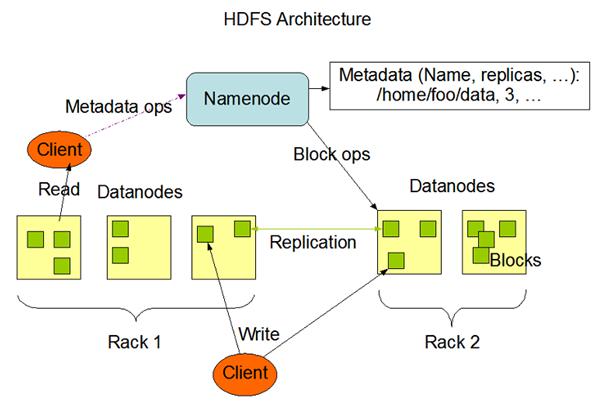 HDFS Architecture
Metadata (Name, replicas, …):
/home/foo/data, 3, …
Namenode
Metadata ops
Client
Block ops
Read
Datanodes
Datanodes
Replication
Blocks
Rack 1
Write
Rack 2
Client